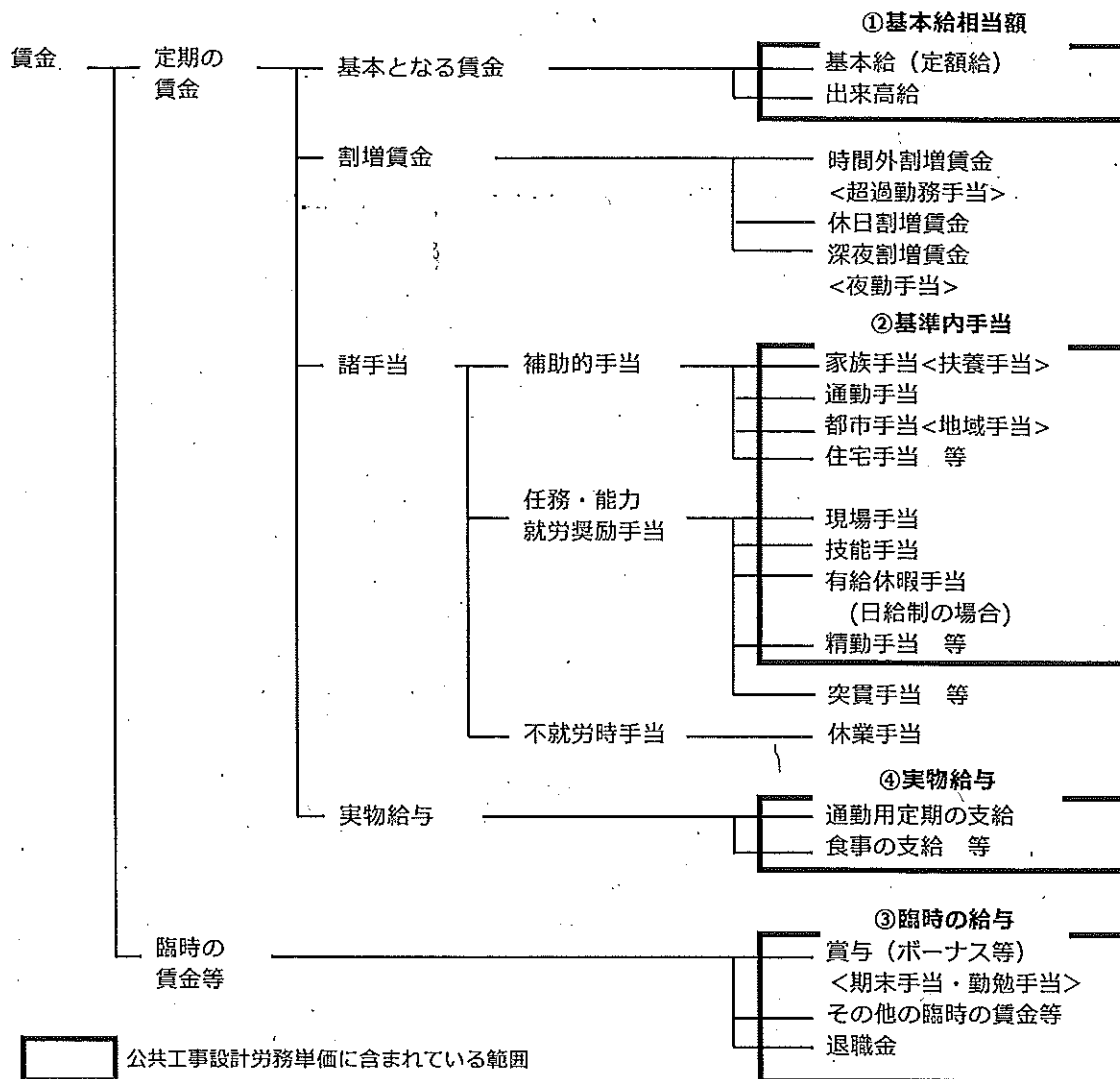 ①基本給相当額
賃金
定期の
賃金
基本となる賃金
基本給（定額給）
出来高給
割増賃金
時間外割増賃金
<超過勤務手当>
休日割増賃金
深夜割増賃金
<夜勤手当>
②基準内手当
諸手当
補助的手当
家族手当<扶養手当>
通勤手当
都市手当<地域手当>
住宅手当　等
任務・能力
就労奨励手当
現場手当
技能手当
有給休暇手当
(日給制の場合)
精勤手当　等
突貫手当　等
不就労時手当
休業手当
④実物給与
実物給与
通勤用定期の支給
食事の支給　等
③臨時の給与
臨時の
賃金等
賞与（ボーナス等）
<期末手当・勤勉手当>
その他の臨時の賃金等
退職金
公共工事設計労務単価に含まれている範囲